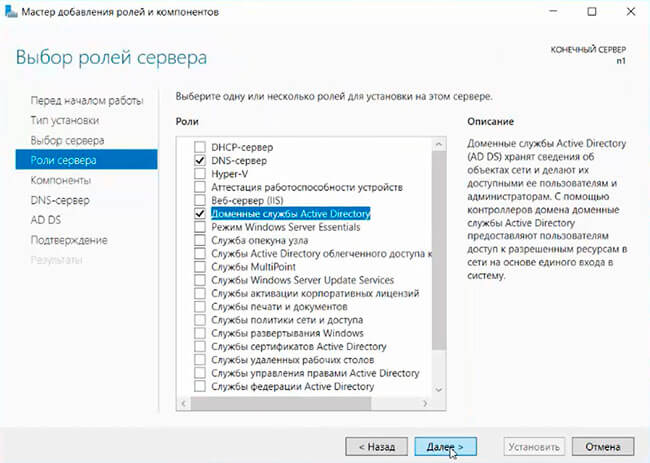 Мастер добавления ролей и компонентов
Выбор ролей сервера
КОНЕЧНЫЙ СЕРВЕР
n1
Перед началом работы
Тип установки
Выбор сервера
Роли сервера
Компоненты
DNS-сервер
AD DS
Подтверждение
Результаты
Выберите одну или несколько ролей для установки на этом сервере.
Роли
DHCP-сервер
DNS-сервер
Hyper-V
Аттестация работоспособности устройств
Веб-сервер (IIS)
Доменные службы Active Directory
Режим Windows Server Essentials
Служба опекуна узла
Службы Active Directory облегченного доступа к
Службы MultiPoint
Службы Windows Server Update Services
Службы активации корпоративных лицензий
Службы печати и документов
Службы политики сети и доступа
Службы развертывания Windows
Службы сертификатов Active Directory
Службы удаленных рабочих столов
Службы управления правами Active Directory
Службы федерации Active Directory
Описание
Доменные службы Active Directory
(AD DS) хранят сведения об
объектах сети и делают их
доступными ее пользователям и
администраторам. С помощью
контроллеров домена доменные
службы Active Directory
предоставляют пользователям
доступ к разрешенным ресурсам в
сети на основе единого входа в
систему.
< Назад
Далее >
Установить
Отмена